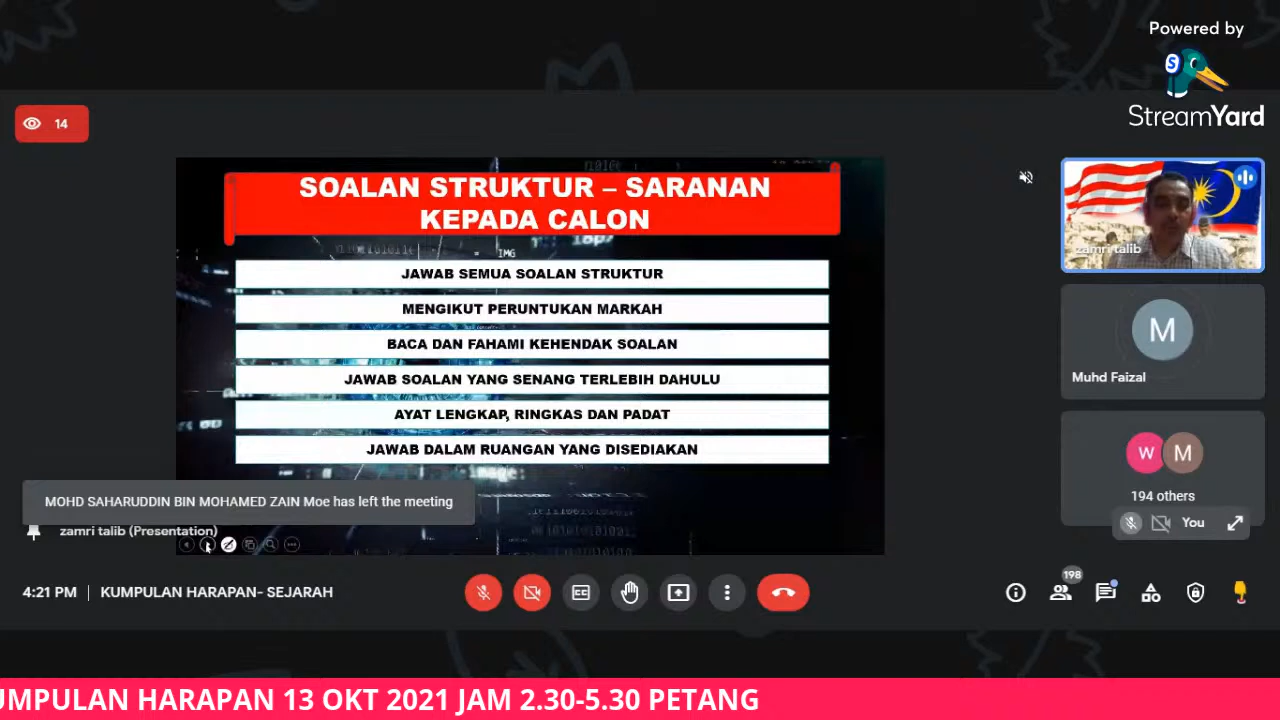 Powered by
StreamYard
14
SOALAN STRUKTUR – SARANAN
KEPADA CALON
IMG
JAWAB SEMUA SOALAN STRUKTUR
MENGIKUT PERUNTUKAN MARKAH
BACA DAN FAHAMI KEHENDAK SOALAN
JAWAB SOALAN YANG SENANG TERLEBIH DAHULU
AYAT LENGKAP, RINGKAS DAN PADAT
JAWAB DALAM RUANGAN YANG DISEDIAKAN
zamri talib
M
Muhd Faizal
W M
194 others
You
MOHD SAHARUDDIN BIN MOHAMED ZAIN Moe has left the meeting
zamri talib (Presentation)
4:21 PM | KUMPULAN HARAPAN- SEJARAH
198
UMPULAN HARAPAN 13 OKT 2021 JAM 2.30-5.30 PETANG